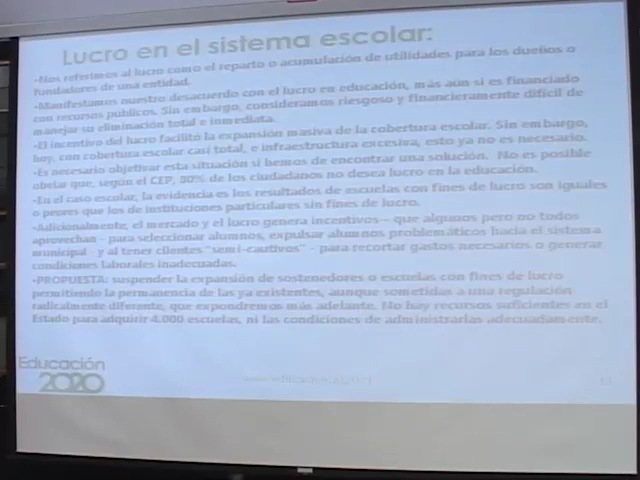 Lucro en el sistema escolar:
•Nos referimos al lucro como el reparto o acumulación de utilidades para los dueños o
fundadores de una entidad.
•Manifestamos nuestro desacuerdo con el lucro en educación, más aún si es financiado
con recursos públicos. Sin embargo, consideramos riesgoso y financieramente difícil de
manejar su eliminación total e inmediata.
•El incentivo del lucro facilitó la expansión masiva de la cobertura escolar. Sin embargo,
hoy, con cobertura escolar casi total, e infraestructura excesiva, esto ya no es necesario.
•Es necesario objetivar esta situación si hemos de encontrar una solución. No es posible
obviar que, según el CEP, 80% de los ciudadanos no desea lucro en la educación.
•En el caso escolar, la evidencia es los resultados de escuelas con fines de lucro son iguales
o peores que los de instituciones particulares sin fines de lucro.
•Adicionalmente, el mercado y el lucro genera incentivos— que algunos pero no todos
aprovechan - para seleccionar alumnos, expulsar alumnos problemáticos hacia el sistema
municipal - y al tener clientes "semi-cautivos" - para recortar gastos necesarios o generar
condiciones laborales inadecuadas.
•PROPUESTA: suspender la expansión de sostenedores o escuelas con fines de lucro
permitiendo la permanencia de las ya existentes, aunque sometidas a una regulación
radicalmente diferente, que expondremos más adelante. No hay recursos suficientes en el
Estado para adquirir 4.000 escuelas, ni las condiciones de administrarlas adecuadamente.
Educación
2020